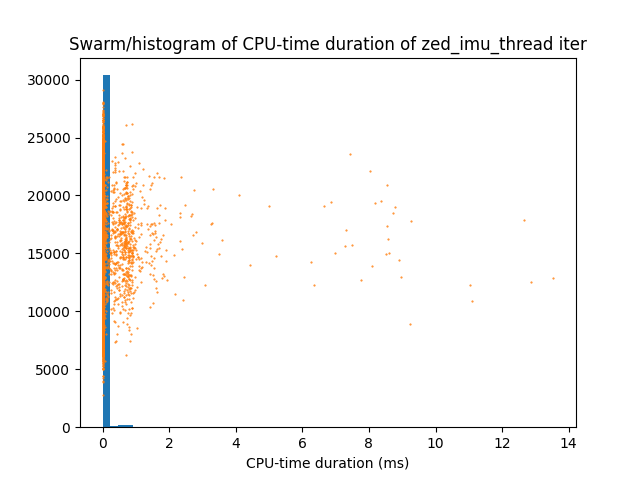 Swarm/histogram of CPU-time duration of zed_imu_thread iter
30000
25000
20000
15000
10000
5000
0
0 2 4 6 8 10 12 14
CPU-time duration (ms)